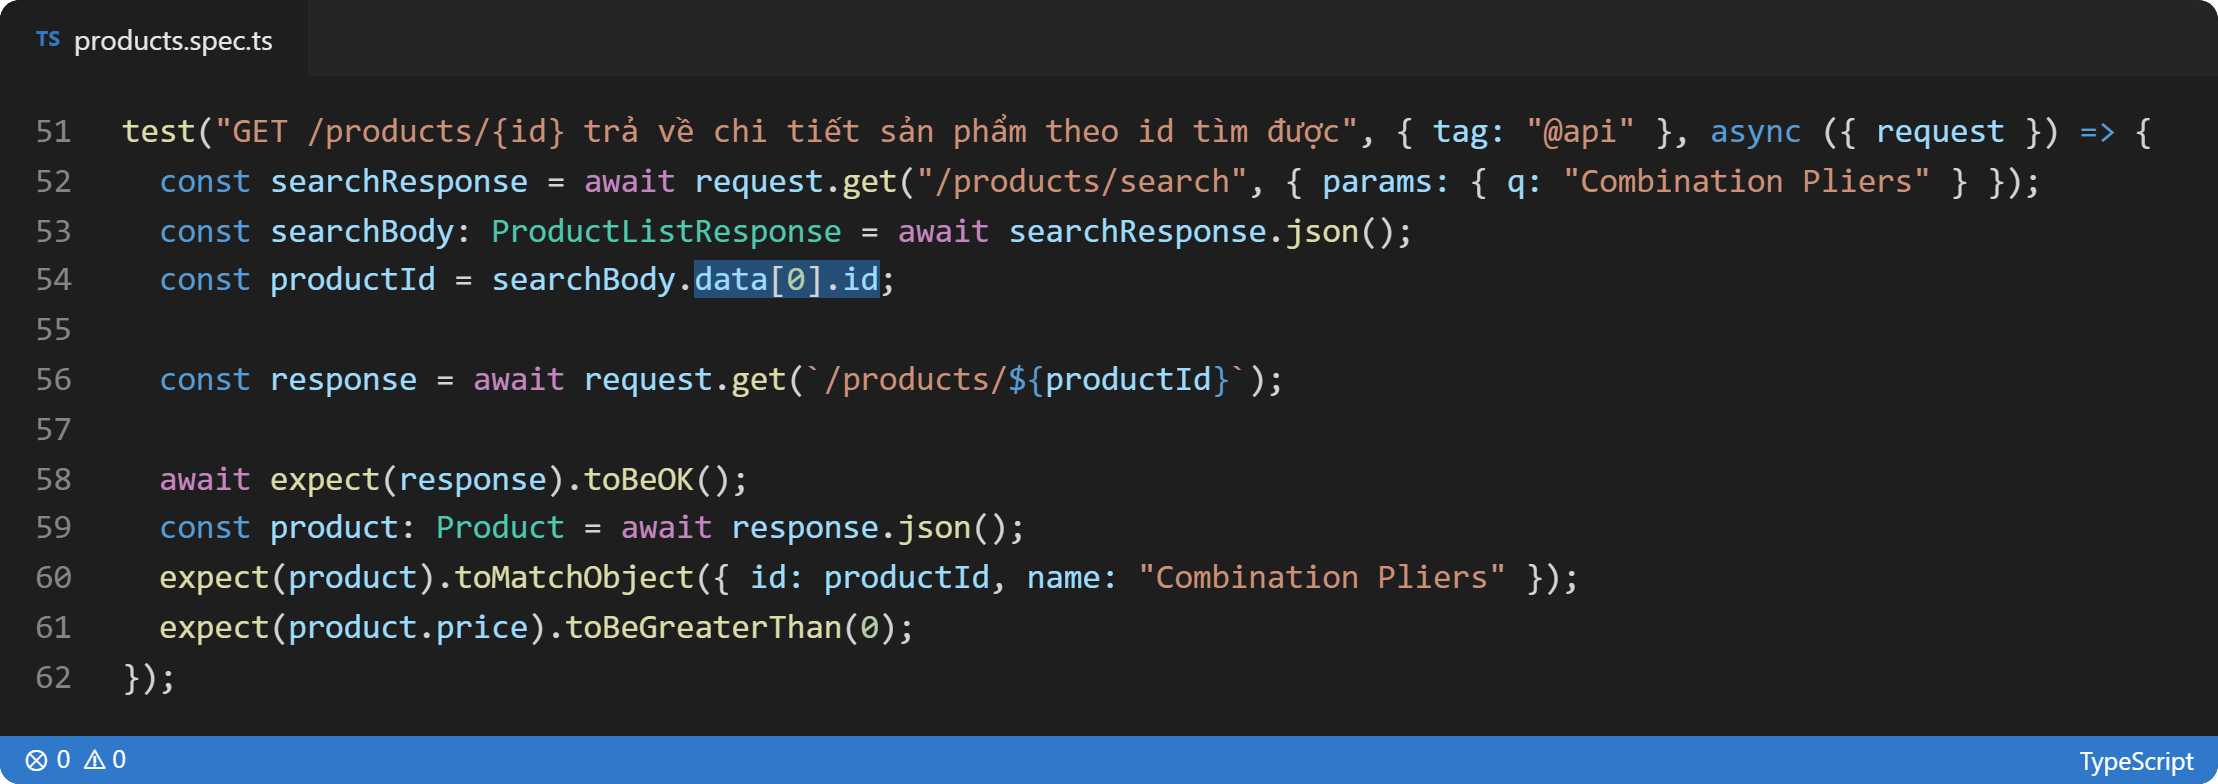 TS products.spec.ts
51 test("GET /products/{id} trả về chi tiết sản phẩm theo id tìm được", { tag: "@api" }, async ({ request }) => {
52   const searchResponse = await request.get("/products/search", { params: { q: "Combination Pliers" } });
53   const searchBody: ProductListResponse = await searchResponse.json();
54   const productId = searchBody.data[0].id;
55
56   const response = await request.get(`/products/${productId}`);
57
58   await expect(response).toBeOK();
59   const product: Product = await response.json();
60   expect(product).toMatchObject({ id: productId, name: "Combination Pliers" });
61   expect(product.price).toBeGreaterThan(0);
62 });
0 0 TypeScript